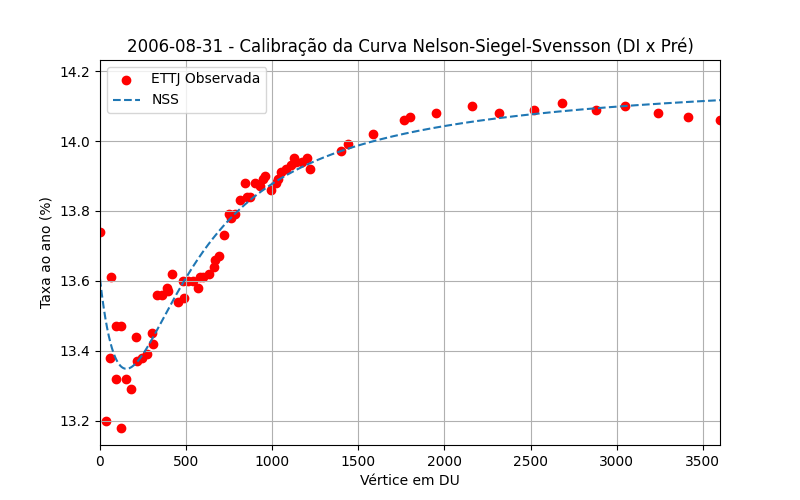 2006-08-31 - Calibração da Curva Nelson-Siegel-Svensson (DI x Pré)
ETTJ Observada
NSS
Taxa ao ano (%)
14.2
14.0
13.8
13.6
13.4
13.2
0 500 1000 1500 2000 2500 3000 3500
Vértice em DU